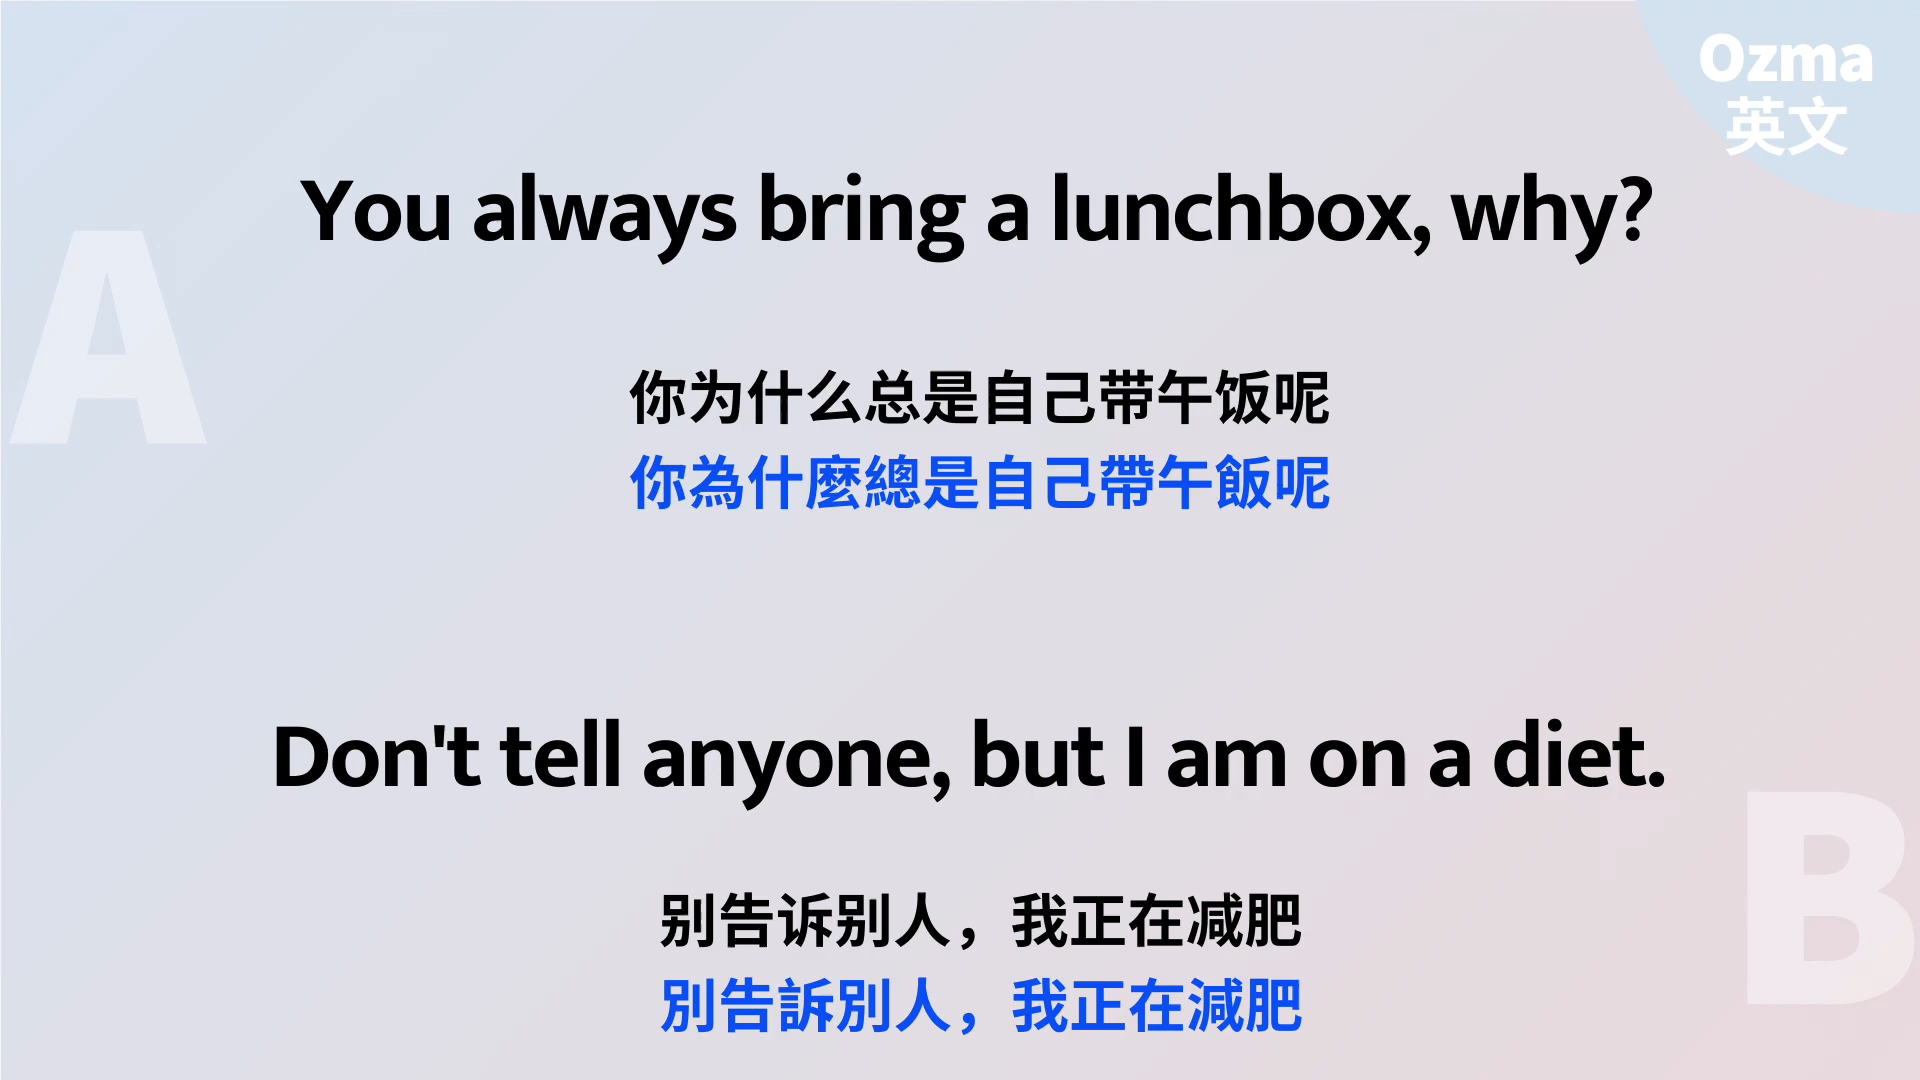 Ozma
英文
You always bring a lunchbox, why?
A
你为什么总是自己带午饭呢
你為什麼總是自己帶午飯呢
Don't tell anyone, but I am on a diet.
B
别告诉别人，我正在减肥
別告訴別人，我正在減肥